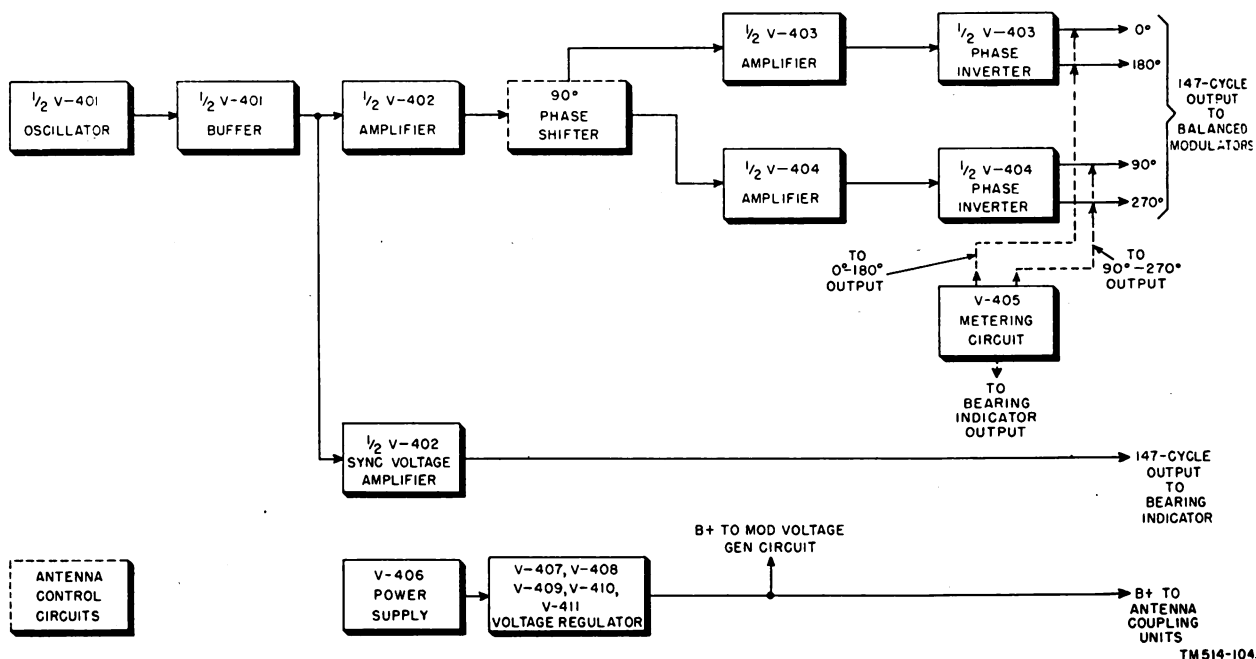 1/2 V-401
OSCILLATOR
1/2 V-401
BUFFER
1/2 V-402
AMPLIFIER
90°
PHASE
SHIFTER
1/2 V-403
AMPLIFIER
1/2 V-403
PHASE
INVERTER
0°
180°
1/2 V-404
AMPLIFIER
1/2 V-404
PHASE
INVERTER
90°
270°
147-CYCLE
OUTPUT
TO
BALANCED
MODULATORS
TO
0°-180°
OUTPUT
TO
90°-270°
OUTPUT
V-405
METERING
CIRCUIT
TO
BEARING
INDICATOR
OUTPUT
1/2 V-402
SYNC VOLTAGE
AMPLIFIER
147-CYCLE
OUTPUT
TO
BEARING
INDICATOR
B+ TO MOD VOLTAGE
GEN CIRCUIT
ANTENNA
CONTROL
CIRCUITS
V-406
POWER
SUPPLY
V-407, V-408
V-409, V-410,
V-411
VOLTAGE REGULATOR
B+ TO
ANTENNA
COUPLING
UNITS
TM514-104